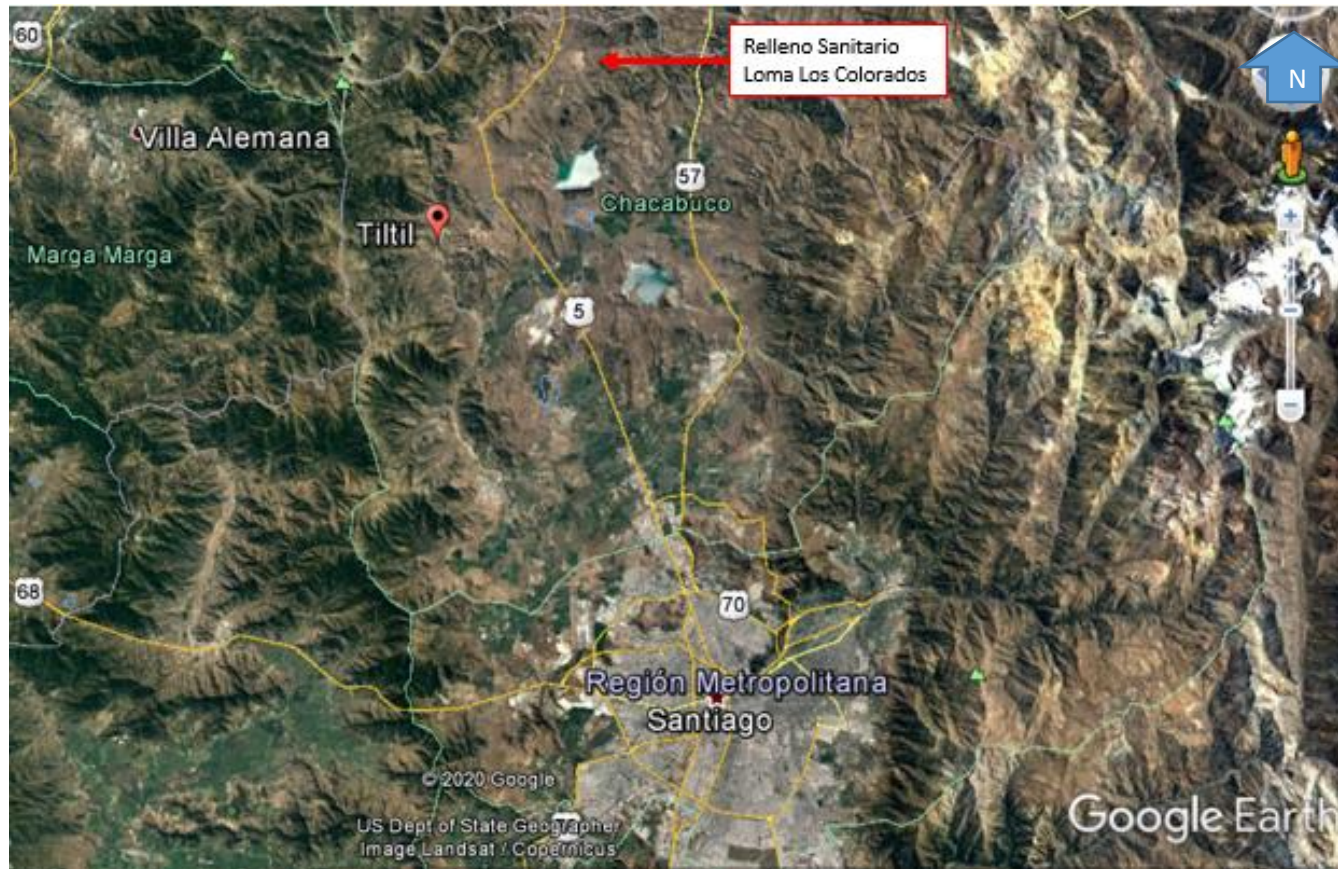 60
Relleno Sanitario
Loma Los Colorados
N
Villa Alemana
57
Chacabuco
Tiltil
Marga Marga
5
68
70
Región Metropolitana
Santiago
© 2020 Google
US Dept of State Geographer
Image Landsat / Copernicus
Google Earth